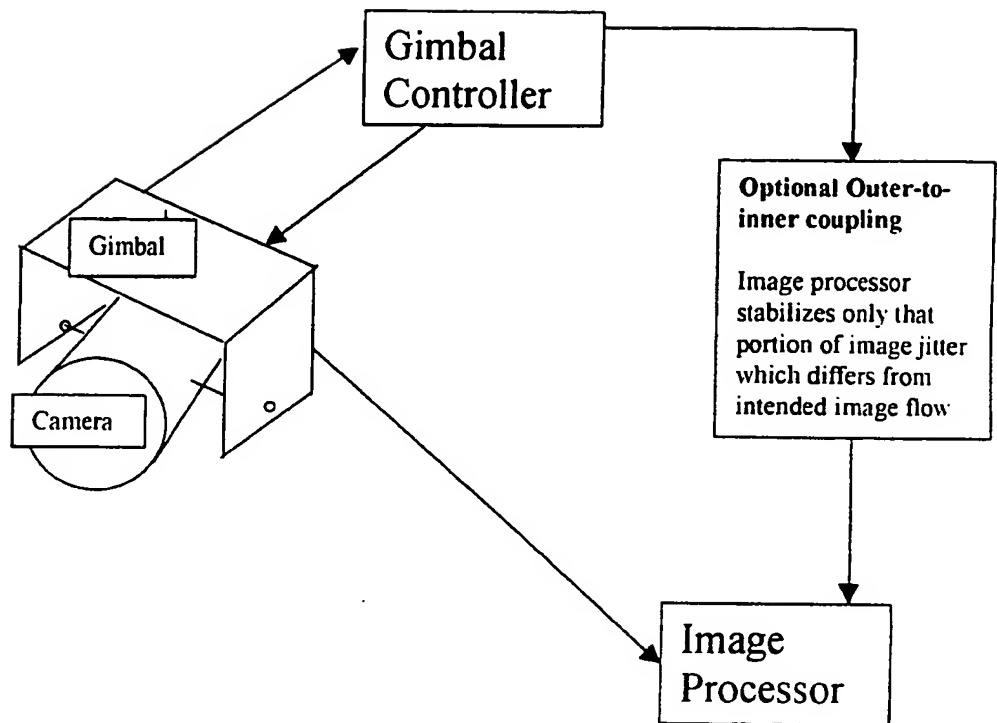 Gimbal
Controller
Gimbal
Camera
Optional Outer-to-
inner coupling
Image processor
stabilizes only that
portion of image jitter
which differs from
intended image flow
Image
Processor